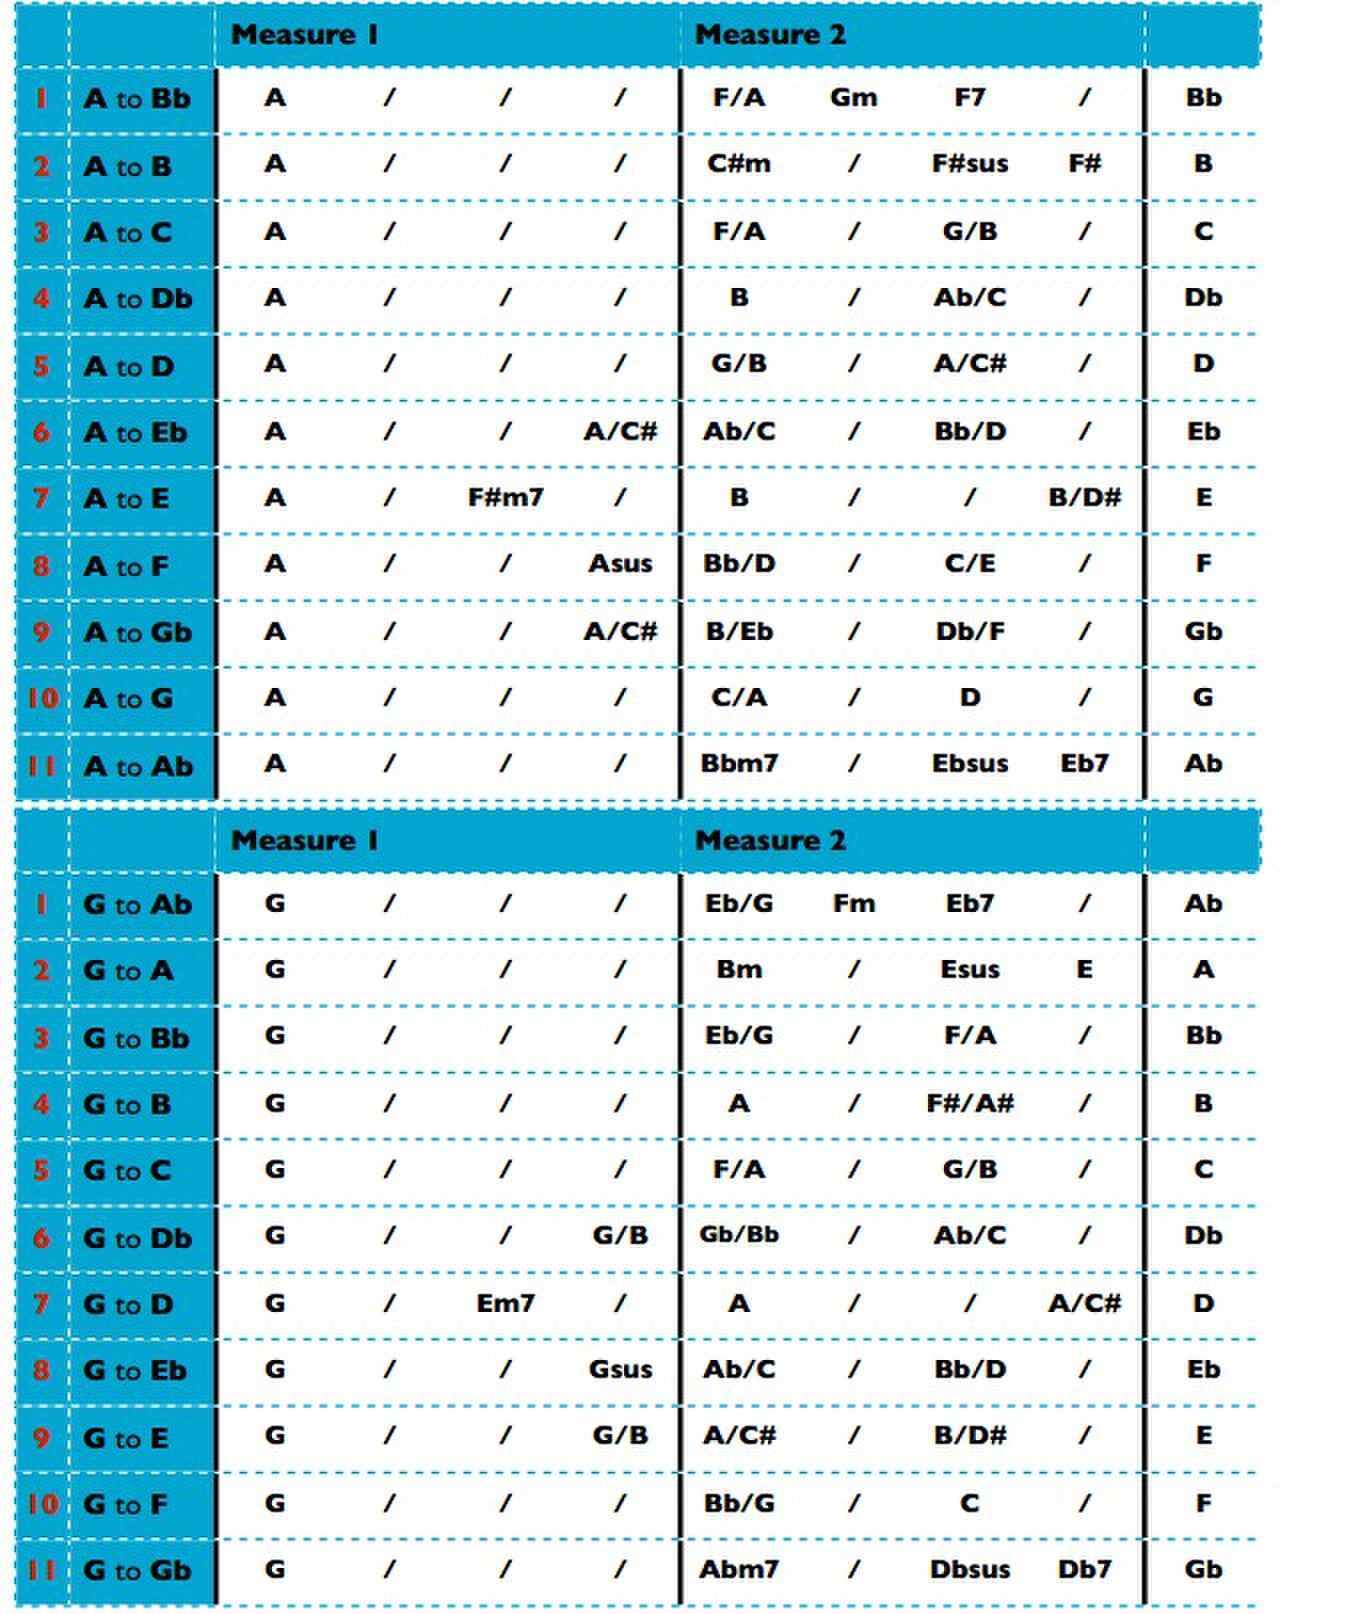 Measure 1 Measure 2
1 A to Bb A / / / F/A Gm F7 / Bb
2 A to B A / / / C#m / F#sus F# B
3 A to C A / / / F/A / G/B / C
4 A to Db A / / / B / Ab/C / Db
5 A to D A / / / G/B / A/C# / D
6 A to Eb A / / A/C# Ab/C / Bb/D / Eb
7 A to E A / F#m7 / B / / B/D# E
8 A to F A / / Asus Bb/D / C/E / F
9 A to Gb A / / A/C# B/Eb / Db/F / Gb
10 A to G A / / / C/A / D / G
11 A to Ab A / / / Bbm7 / Ebsus Eb7 Ab
Measure 1 Measure 2
1 G to Ab G / / / Eb/G Fm Eb7 / Ab
2 G to A G / / / Bm / Esus E A
3 G to Bb G / / / Eb/G / F/A / Bb
4 G to B G / / / A / F#/A# / B
5 G to C G / / / F/A / G/B / C
6 G to Db G / / G/B Gb/Bb / Ab/C / Db
7 G to D G / Em7 / A / / A/C# D
8 G to Eb G / / Gsus Ab/C / Bb/D / Eb
9 G to E G / / G/B A/C# / B/D# / E
10 G to F G / / / Bb/G / C / F
11 G to Gb G / / / Abm7 / Dbsus Db7 Gb